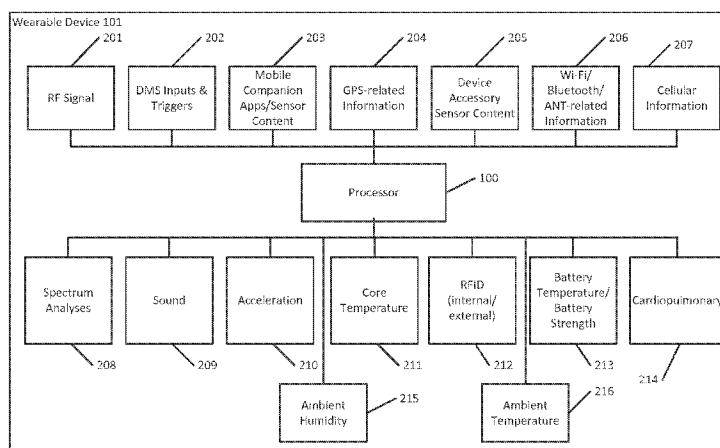 Wearable Device 101
201
202
203
204
205
206
207
RF Signal
DMS Inputs &
Triggers
Mobile
Companion
Apps/Sensor
Content
GPS-related
Information
Device
Accessory
Sensor Content
Wi-Fi/
Bluetooth/
ANT-related
Information
Cellular
Information
Processor
100
Spectrum
Analyses
Sound
Acceleration
Core
Temperature
RFiD
(internal/
external)
Battery
Temperature/
Battery
Strength
Cardiopulmonary
208
209
210
211
212
213
214
Ambient
Humidity
215
Ambient
Temperature
216